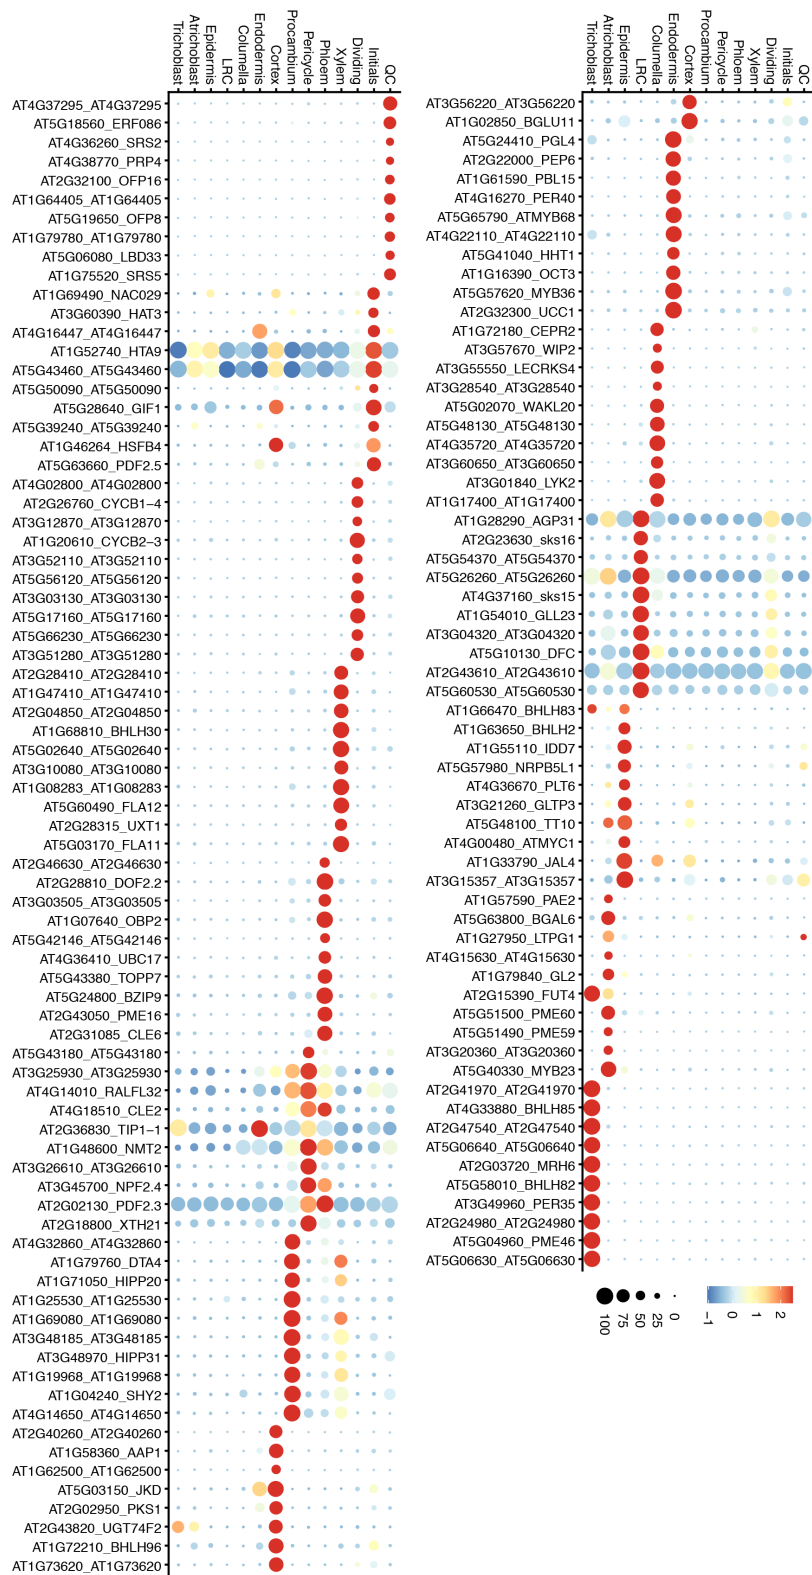 Trichoblast
Atrichoblast
Epidermis
LRC
Columella
Endodermis
Cortex
Procambium
Pericycle
Phloem
Xylem
Dividing
Initials
QC
AT4G37295_AT4G37295
AT5G18560_ERF086
AT4G36260_SRS2
AT4G38770_PRP4
AT2G32100_OFP16
AT1G64405_AT1G64405
AT5G19650_OFP8
AT1G79780_AT1G79780
AT5G06080_LBD33
AT1G75520_SRS5
AT1G69490_NAC029
AT3G60390_HAT3
AT4G16447_AT4G16447
AT1G52740_HTA9
AT5G43460_AT5G43460
AT5G50090_AT5G50090
AT5G28640_GIF1
AT5G39240_AT5G39240
AT1G46264_HSFB4
AT5G63660_PDF2.5
AT4G02800_AT4G02800
AT2G26760_CYCB1−4
AT3G12870_AT3G12870
AT1G20610_CYCB2−3
AT3G52110_AT3G52110
AT5G56120_AT5G56120
AT3G03130_AT3G03130
AT5G17160_AT5G17160
AT5G66230_AT5G66230
AT3G51280_AT3G51280
AT2G28410_AT2G28410
AT1G47410_AT1G47410
AT2G04850_AT2G04850
AT1G68810_BHLH30
AT5G02640_AT5G02640
AT3G10080_AT3G10080
AT1G08283_AT1G08283
AT5G60490_FLA12
AT2G28315_UXT1
AT5G03170_FLA11
AT2G46630_AT2G46630
AT2G28810_DOF2.2
AT3G03505_AT3G03505
AT1G07640_OBP2
AT5G42146_AT5G42146
AT4G36410_UBC17
AT5G43380_TOPP7
AT5G24800_BZIP9
AT2G43050_PME16
AT2G31085_CLE6
AT5G43180_AT5G43180
AT3G25930_AT3G25930
AT4G14010_RALFL32
AT4G18510_CLE2
AT2G36830_TIP1−1
AT1G48600_NMT2
AT3G26610_AT3G26610
AT3G45700_NPF2.4
AT2G02130_PDF2.3
AT2G18800_XTH21
AT4G32860_AT4G32860
AT1G79760_DTA4
AT1G71050_HIPP20
AT1G25530_AT1G25530
AT1G69080_AT1G69080
AT3G48185_AT3G48185
AT3G48970_HIPP31
AT1G19968_AT1G19968
AT1G04240_SHY2
AT4G14650_AT4G14650
AT2G40260_AT2G40260
AT1G58360_AAP1
AT1G62500_AT1G62500
AT5G03150_JKD
AT2G02950_PKS1
AT2G43820_UGT74F2
AT1G72210_BHLH96
AT1G73620_AT1G73620
Trichoblast
Atrichoblast
Epidermis
LRC
Columella
Endodermis
Cortex
Procambium
Pericycle
Phloem
Xylem
Dividing
Initials
QC
AT3G56220_AT3G56220
AT1G02850_BGLU11
AT5G24410_PGL4
AT2G22000_PEP6
AT1G61590_PBL15
AT4G16270_PER40
AT5G65790_ATMYB68
AT4G22110_AT4G22110
AT5G41040_HHT1
AT1G16390_OCT3
AT5G57620_MYB36
AT2G32300_UCC1
AT1G72180_CEPR2
AT3G57670_WIP2
AT3G55550_LECRKS4
AT3G28540_AT3G28540
AT5G02070_WAKL20
AT5G48130_AT5G48130
AT4G35720_AT4G35720
AT3G60650_AT3G60650
AT3G01840_LYK2
AT1G17400_AT1G17400
AT1G28290_AGP31
AT2G23630_sks16
AT5G54370_AT5G54370
AT5G26260_AT5G26260
AT4G37160_sks15
AT1G54010_GLL23
AT3G04320_AT3G04320
AT5G10130_DFC
AT2G43610_AT2G43610
AT5G60530_AT5G60530
AT1G66470_BHLH83
AT1G63650_BHLH2
AT1G55110_IDD7
AT5G57980_NRPB5L1
AT4G36670_PLT6
AT3G21260_GLTP3
AT5G48100_TT10
AT4G00480_ATMYC1
AT1G33790_JAL4
AT3G15357_AT3G15357
AT1G57590_PAE2
AT5G63800_BGAL6
AT1G27950_LTPG1
AT4G15630_AT4G15630
AT1G79840_GL2
AT2G15390_FUT4
AT5G51500_PME60
AT5G51490_PME59
AT3G20360_AT3G20360
AT5G40330_MYB23
AT2G41970_AT2G41970
AT4G33880_BHLH85
AT2G47540_AT2G47540
AT5G06640_AT5G06640
AT2G03720_MRH6
AT5G58010_BHLH82
AT3G49960_PER35
AT2G24980_AT2G24980
AT5G04960_PME46
AT5G06630_AT5G06630
100
75
50
25
0
−1
0
1
2